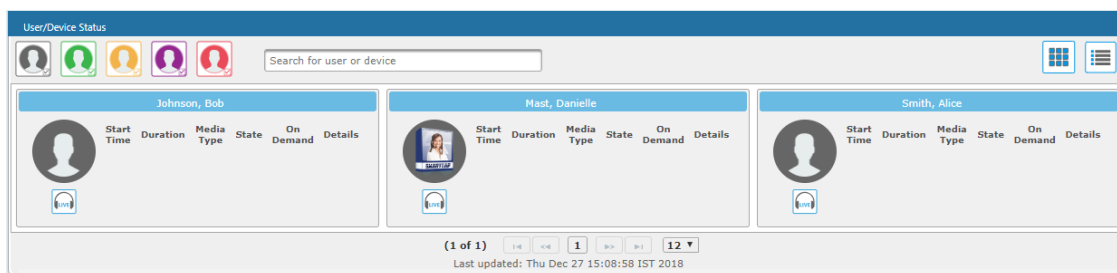 User/Device Status
Search for user or device
Johnson, Bob
Start Time Duration Media Type State On Demand Details
LIVE
Mast, Danielle
Start Time Duration Media Type State On Demand Details
LIVE
Smith, Alice
Start Time Duration Media Type State On Demand Details
LIVE
(1 of 1) 1 12
Last updated: Thu Dec 27 15:08:58 IST 2018